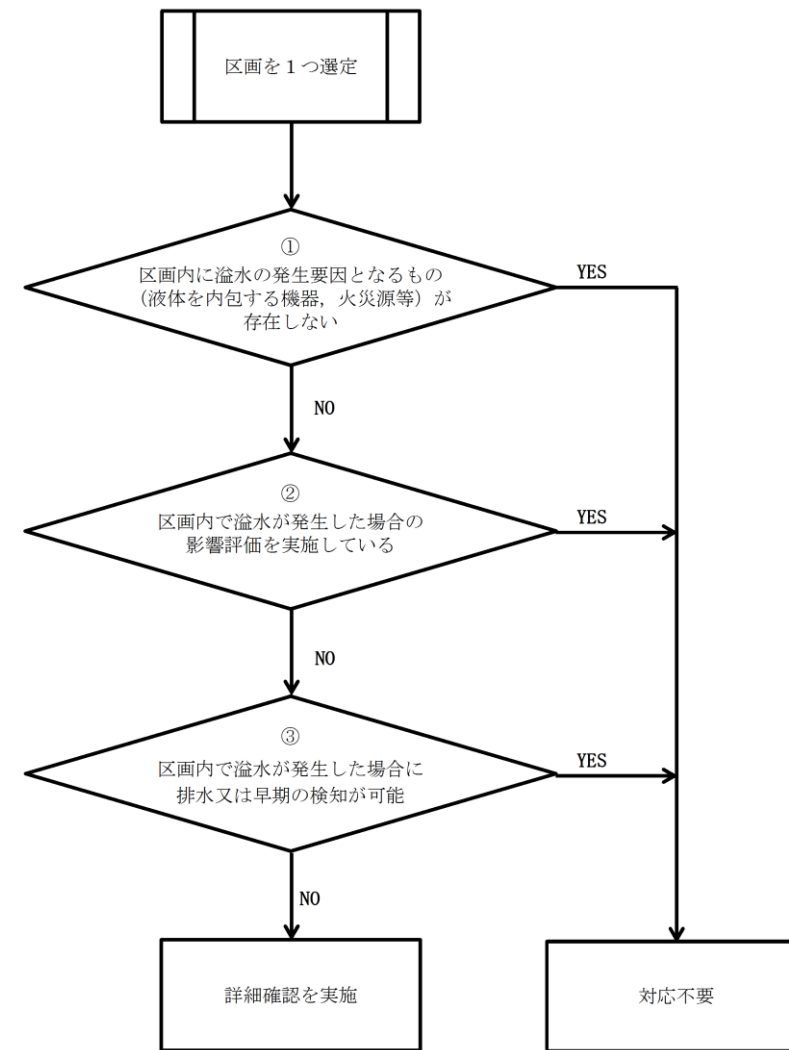 区画を１つ選定
①
区画内に溢水の発生要因となるもの
（液体を内包する機器，火災源等）が
存在しない
YES
NO
②
区画内で溢水が発生した場合の
影響評価を実施している
YES
NO
③
区画内で溢水が発生した場合に
排水又は早期の検知が可能
YES
NO
詳細確認を実施
対応不要